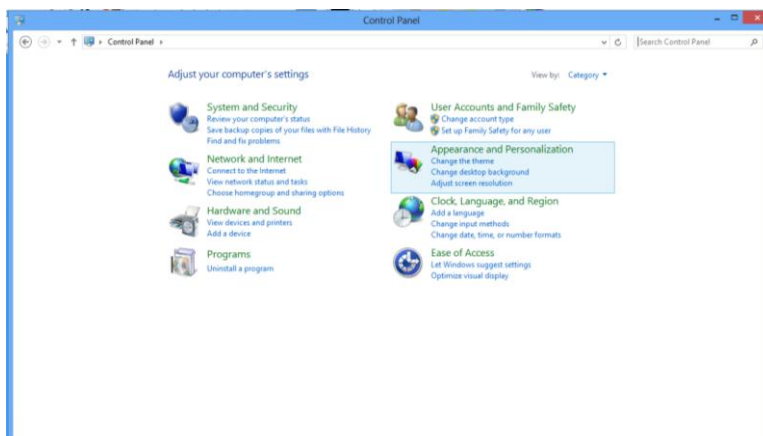 Control Panel
Control Panel
Search Control Panel
Adjust your computer's settings
View by: Category
System and Security
Review your computer's status
Save backup copies of your files with File History
Find and fix problems
Network and Internet
Connect to the Internet
View network status and tasks
Choose homegroup and sharing options
Hardware and Sound
View devices and printers
Add a device
Programs
Uninstall a program
User Accounts and Family Safety
Change account type
Set up Family Safety for any user
Appearance and Personalization
Change the theme
Change desktop background
Adjust screen resolution
Clock, Language, and Region
Add a language
Change input methods
Change date, time, or number formats
Ease of Access
Let Windows suggest settings
Optimize visual display